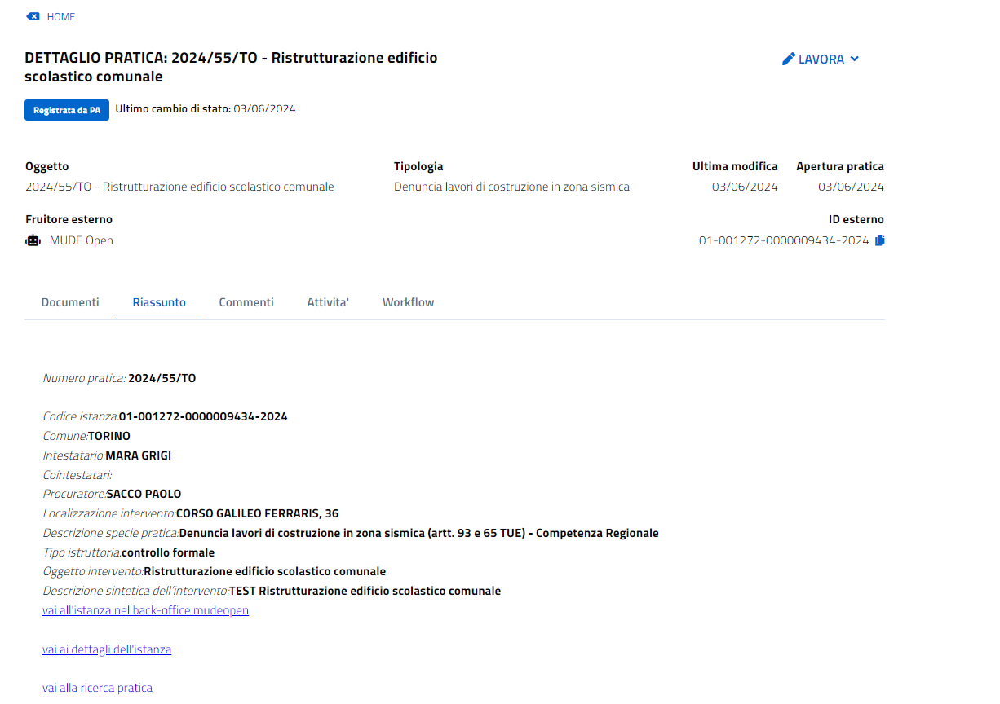 HOME
DETTAGLIO PRATICA: 2024/55/TO - Ristrutturazione edificio
scolastico comunale
LAVORA
Registrata da PA Ultimo cambio di stato: 03/06/2024
Oggetto Tipologia Ultima modifica Apertura pratica
2024/55/TO - Ristrutturazione edificio scolastico comunale Denuncia lavori di costruzione in zona sismica 03/06/2024 03/06/2024
Fruitore esterno ID esterno
MUDE Open 01-001272-0000009434-2024
Documenti Riassunto Commenti Attivita' Workflow
Numero pratica: 2024/55/TO
Codice istanza:01-001272-0000009434-2024
Comune:TORINO
Intestatario:MARA GRIGI
Cointestatari:
Procuratore:SACCO PAOLO
Localizzazione intervento:CORSO GALILEO FERRARIS, 36
Descrizione specie pratica:Denuncia lavori di costruzione in zona sismica (artt. 93 e 65 TUE) - Competenza Regionale
Tipo istruttoria:controllo formale
Oggetto intervento:Ristrutturazione edificio scolastico comunale
Descrizione sintetica dell'intervento:TEST Ristrutturazione edificio scolastico comunale
vai all'istanza nel back-office mudeopen
vai ai dettagli dell'istanza
vai alla ricerca pratica